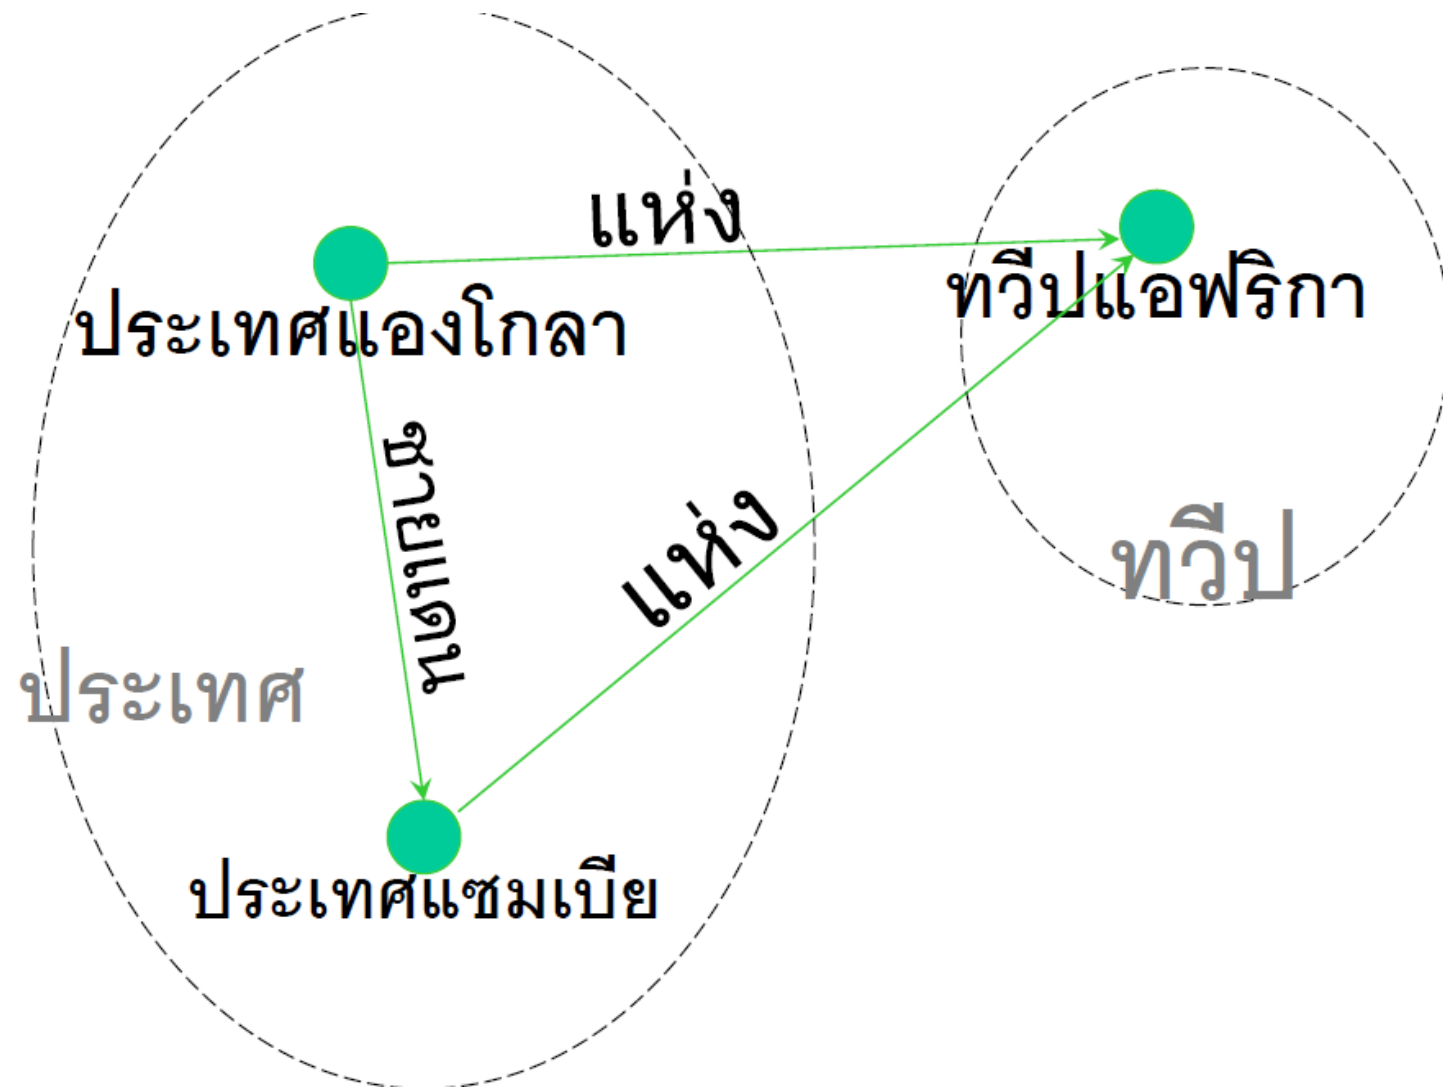 แห่ง
ทวีปแอฟริกา
ประเทศแองโกลา
ชายแดน
แห่ง
ทวีป
ประเทศ
ประเทศแซมเบีย